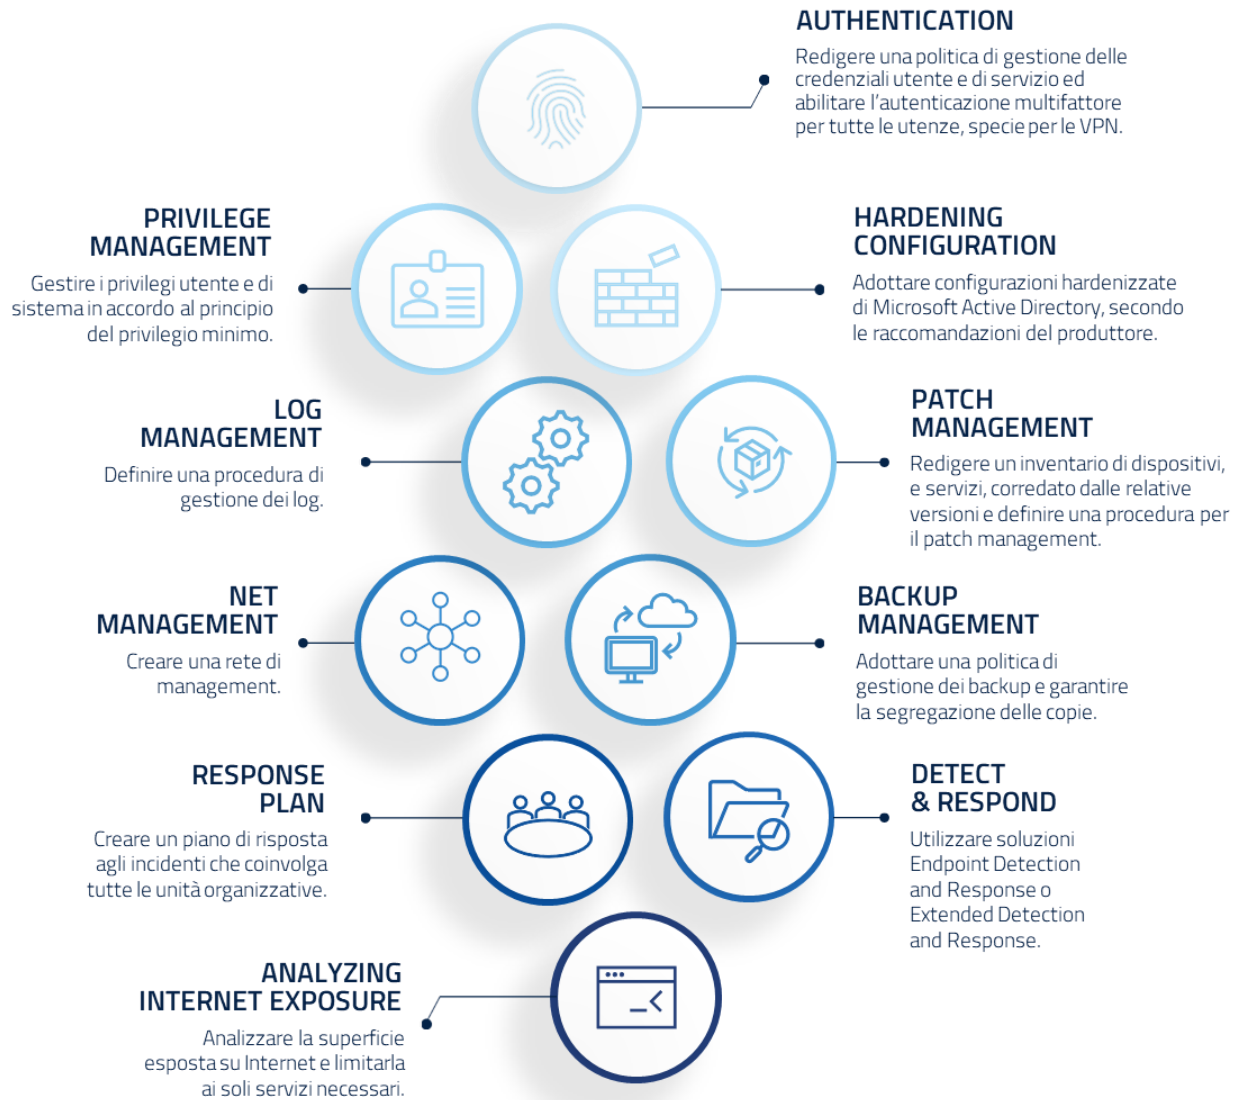 AUTHENTICATION
Redigere una politica di gestione delle
credenziali utente e di servizio ed
abilitare l'autenticazione multifattore
per tutte le utenze, specie per le VPN.
PRIVILEGE
MANAGEMENT
Gestire i privilegi utente e di
sistema in accordo al principio
del privilegio minimo.
HARDENING
CONFIGURATION
Adottare configurazioni hardenizzate
di Microsoft Active Directory, secondo
le raccomandazioni del produttore.
LOG
MANAGEMENT
Definire una procedura di
gestione dei log.
PATCH
MANAGEMENT
Redigere un inventario di dispositivi,
e servizi, corredato dalle relative
versioni e definire una procedura per
il patch management.
NET
MANAGEMENT
Creare una rete di
management.
BACKUP
MANAGEMENT
Adottare una politica di
gestione dei backup e garantire
la segregazione delle copie.
RESPONSE
PLAN
Creare un piano di risposta
agli incidenti che coinvolga
tutte le unità organizzative.
DETECT
& RESPOND
Utilizzare soluzioni
Endpoint Detection
and Response o
Extended Detection
and Response.
ANALYZING
INTERNET EXPOSURE
Analizzare la superficie
esposta su Internet e limitarla
ai soli servizi necessari.